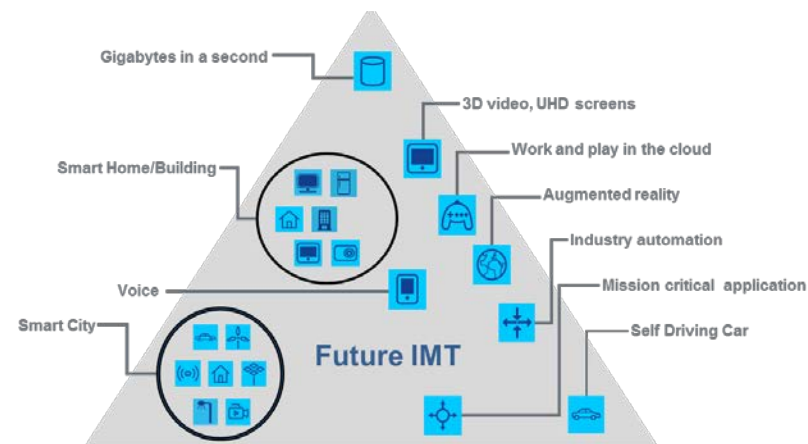 Gigabytes in a second
3D video, UHD screens
Work and play in the cloud
Smart Home/Building
Augmented reality
Industry automation
Mission critical application
Voice
Smart City
Self Driving Car
Future IMT